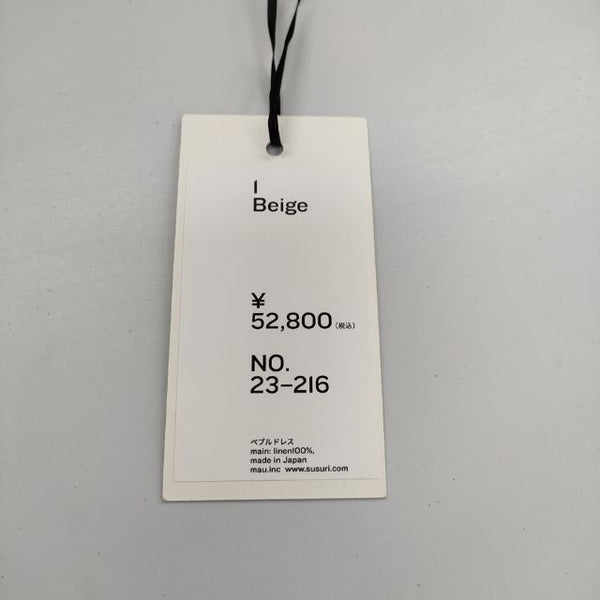 1
Beige
¥
52,800(税込)
NO.
23-216
ペブルドレス
main: linen100%,
made in Japan
mau.inc www.susuri.com